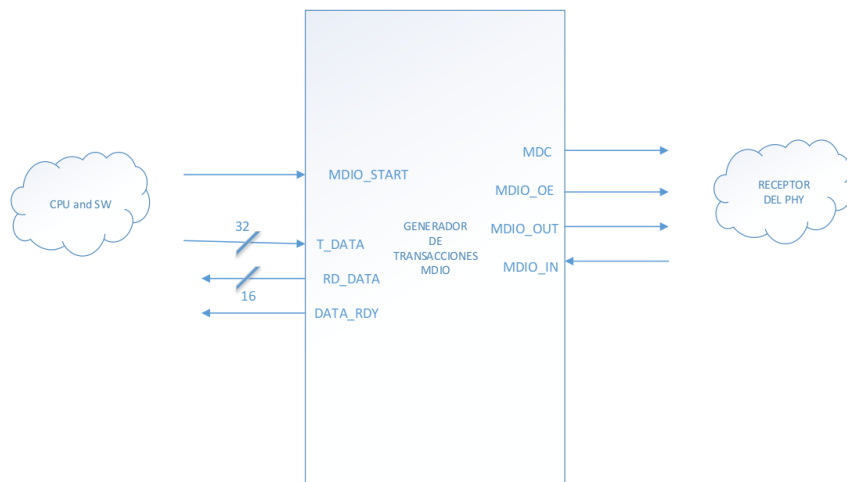 MDC
MDIO_START
CPU and SW
MDIO_OE
RECEPTOR
DEL PHY
32
T_DATA
GENERADOR
DE
TRANSACCIONES
MDIO
MDIO_OUT
RD_DATA
MDIO_IN
16
DATA_RDY